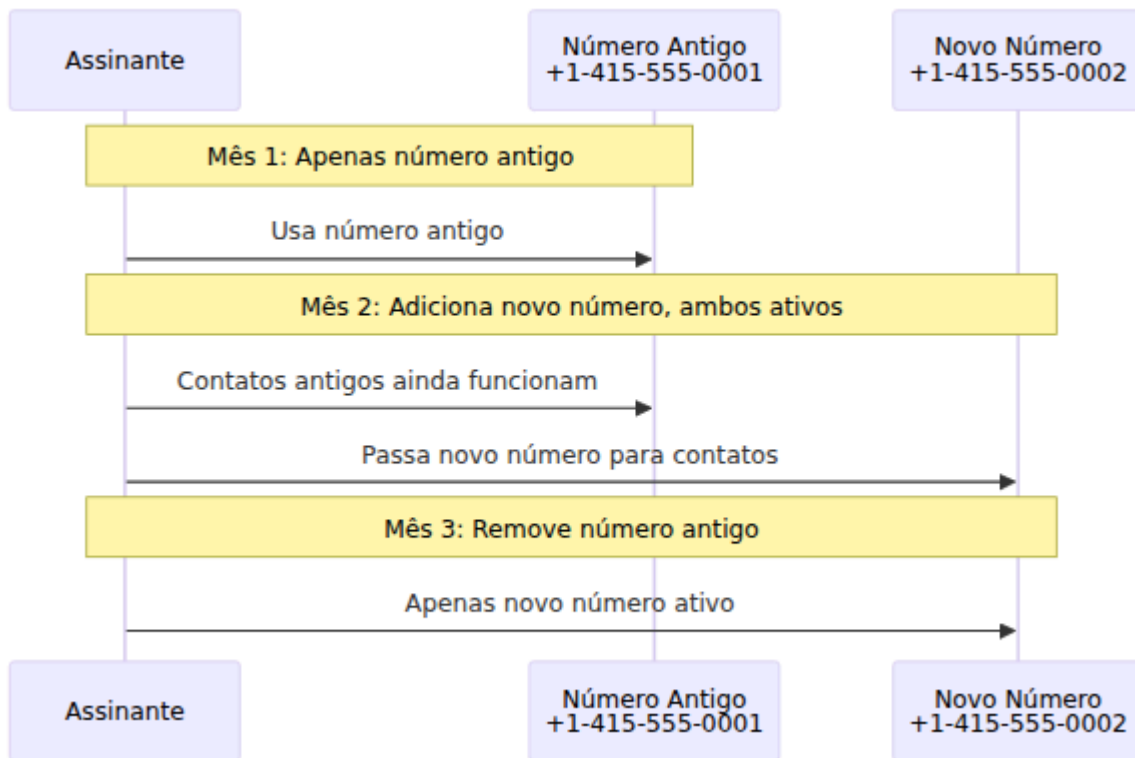 Assinante
Número Antigo
+1-415-555-0001
Novo Número
+1-415-555-0002
Mês 1: Apenas número antigo
Usa número antigo
Mês 2: Adiciona novo número, ambos ativos
Contatos antigos ainda funcionam
Passa novo número para contatos
Mês 3: Remove número antigo
Apenas novo número ativo
Assinante
Número Antigo
+1-415-555-0001
Novo Número
+1-415-555-0002